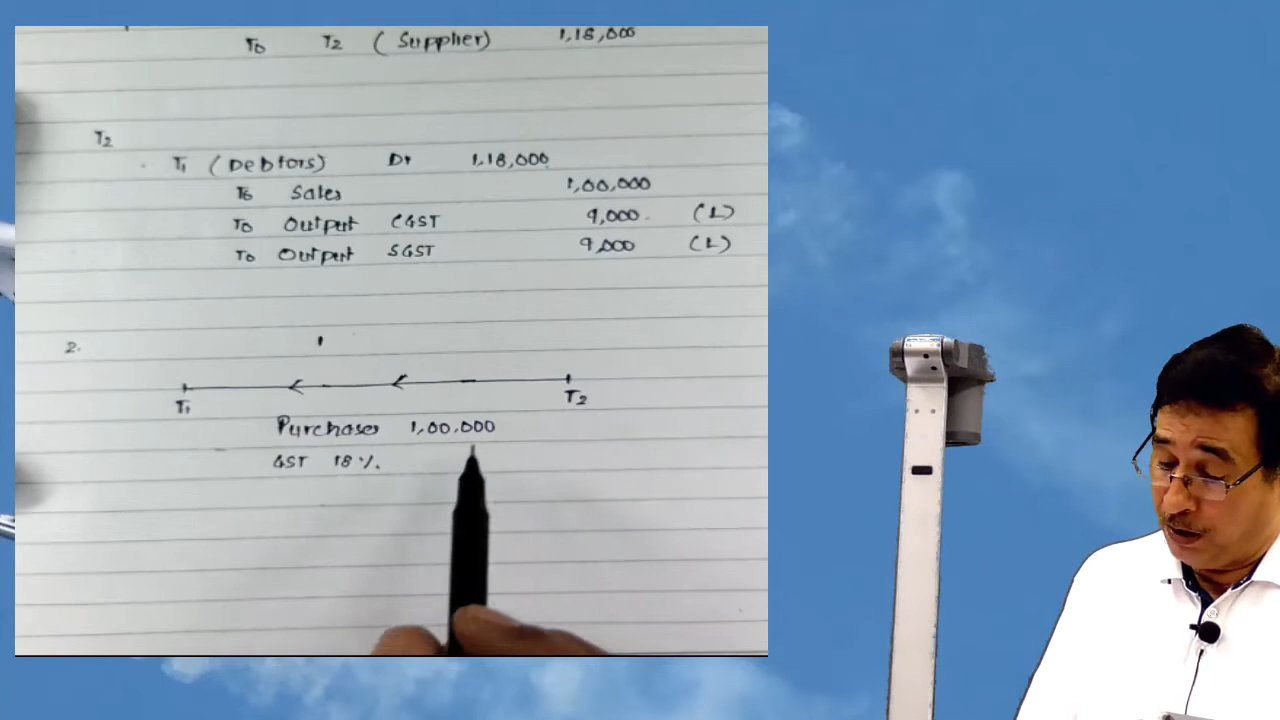 To T2 (Supplier) 1,18,000
T2
T1 (Debtors) Dr 1,18,000
To Sales 1,00,000
To Output CGST 9,000 (L)
To Output SGST 9,000 (L)
2.
T1 T2
Purchases 1,00,000
GST 18%.